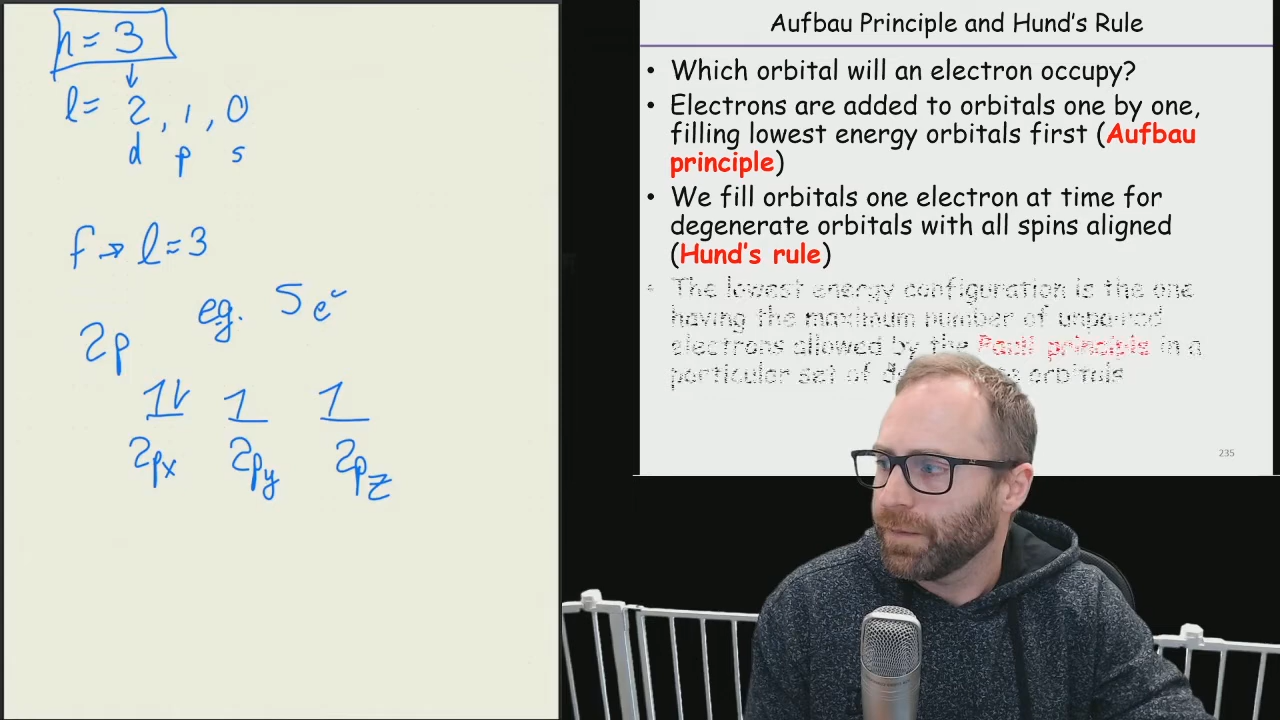 n = 3
l = 2, 1, 0
d p s
f → l = 3
eg. 5 e⁻
2p
1 1 1
2px 2py 2pz
Aufbau Principle and Hund's Rule
• Which orbital will an electron occupy?
• Electrons are added to orbitals one by one,
filling lowest energy orbitals first (Aufbau
principle)
• We fill orbitals one electron at time for
degenerate orbitals with all spins aligned
(Hund's rule)
• The lowest energy configuration is the one
having the maximum number of unpaired
electrons allowed by the Pauli principle in a
particular set of orbitals
235